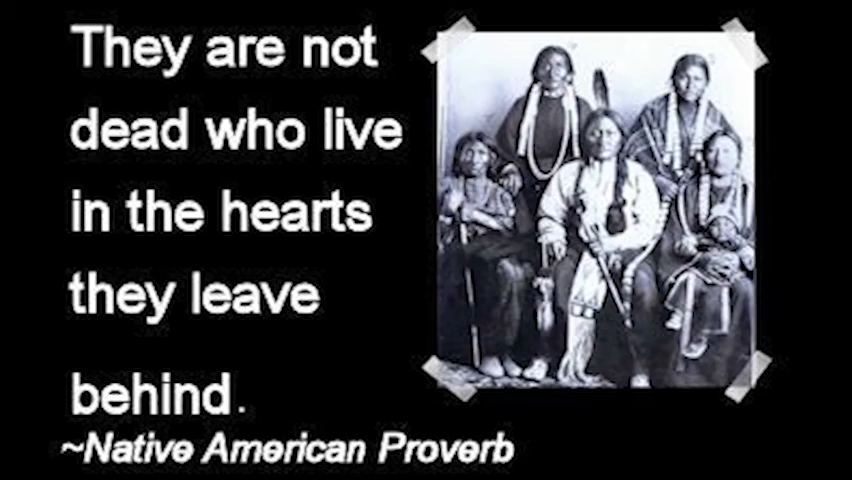 They are not
dead who live
in the hearts
they leave
behind.
~Native American Proverb